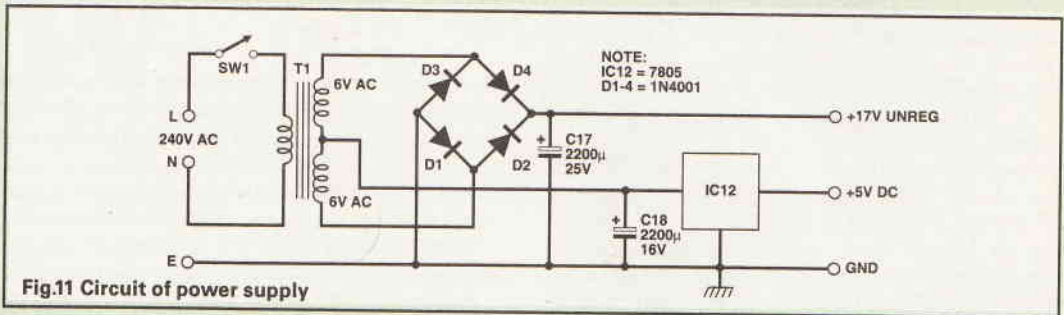 SW1
T1
L
240V AC
N
E
6V AC
6V AC
D3
D4
D1
D2
NOTE:
IC12 = 7805
D1-4 = 1N4001
+
C17
2200μ
25V
+
C18
2200μ
16V
IC12
+17V UNREG
+5V DC
GND
Fig.11 Circuit of power supply